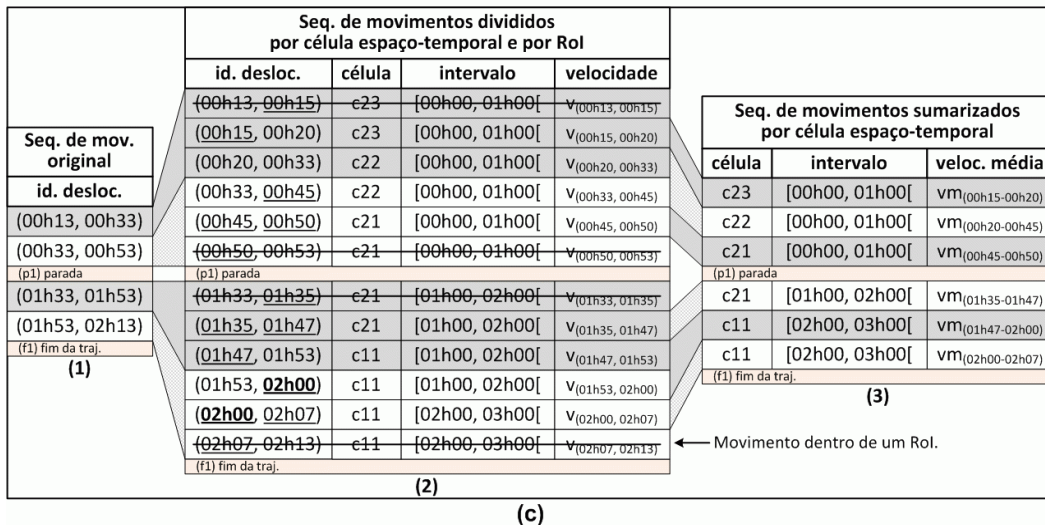 Seq. de mov.
original
id. desloc.
(00h13, 00h33)
(00h33, 00h53)
(p1) parada
(01h33, 01h53)
(01h53, 02h13)
(f1) fim da traj.
(1)
Seq. de movimentos divididos
por célula espaço-temporal e por RoI
id. desloc. célula intervalo velocidade
(00h13, 00h15) c23 [00h00, 01h00[ v(00h13, 00h15)
(00h15, 00h20) c23 [00h00, 01h00[ v(00h15, 00h20)
(00h20, 00h33) c22 [00h00, 01h00[ v(00h20, 00h33)
(00h33, 00h45) c22 [00h00, 01h00[ v(00h33, 00h45)
(00h45, 00h50) c21 [00h00, 01h00[ v(00h45, 00h50)
(00h50, 00h53) c21 [00h00, 01h00[ v(00h50, 00h53)
(p1) parada
(01h33, 01h35) c21 [01h00, 02h00[ v(01h33, 01h35)
(01h35, 01h47) c21 [01h00, 02h00[ v(01h35, 01h47)
(01h47, 01h53) c11 [01h00, 02h00[ v(01h47, 01h53)
(01h53, 02h00) c11 [01h00, 02h00[ v(01h53, 02h00)
(02h00, 02h07) c11 [02h00, 03h00[ v(02h00, 02h07)
(02h07, 02h13) c11 [02h00, 03h00[ v(02h07, 02h13)
(f1) fim da traj.
(2)
Seq. de movimentos sumarizados
por célula espaço-temporal
célula intervalo veloc. média
c23 [00h00, 01h00[ vm(00h15-00h20)
c22 [00h00, 01h00[ vm(00h20-00h45)
c21 [00h00, 01h00[ vm(00h45-00h50)
(p1) parada
c21 [01h00, 02h00[ vm(01h35-01h47)
c11 [02h00, 03h00[ vm(01h47-02h00)
c11 [02h00, 03h00[ vm(02h00-02h07)
(f1) fim da traj.
(3)
Movimento dentro de um RoI.
(c)